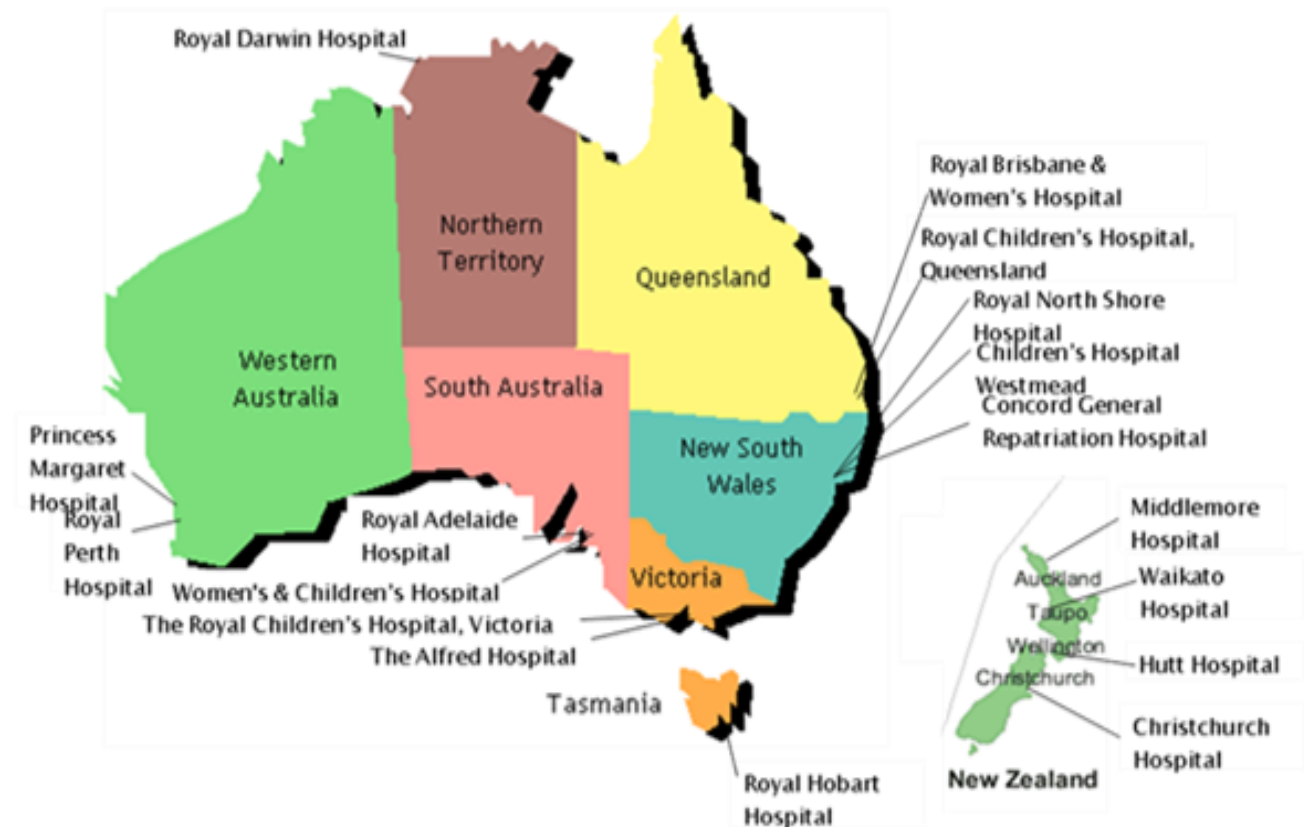 Royal Darwin Hospital
Northern
Territory
Queensland
Western
Australia
South Australia
New South
Wales
Victoria
Tasmania
Royal Brisbane &
Women's Hospital
Royal Children's Hospital,
Queensland
Royal North Shore
Hospital
Children's Hospital
Westmead
Concord General
Repatriation Hospital
Princess
Margaret
Hospital
Royal
Perth
Hospital
Royal Adelaide
Hospital
Women's & Children's Hospital
The Royal Children's Hospital, Victoria
The Alfred Hospital
Royal Hobart
Hospital
Middlemore
Hospital
Auckland
Waikato
Hospital
Taupo
Wellington
Hutt Hospital
Christchurch
Christchurch
Hospital
New Zealand